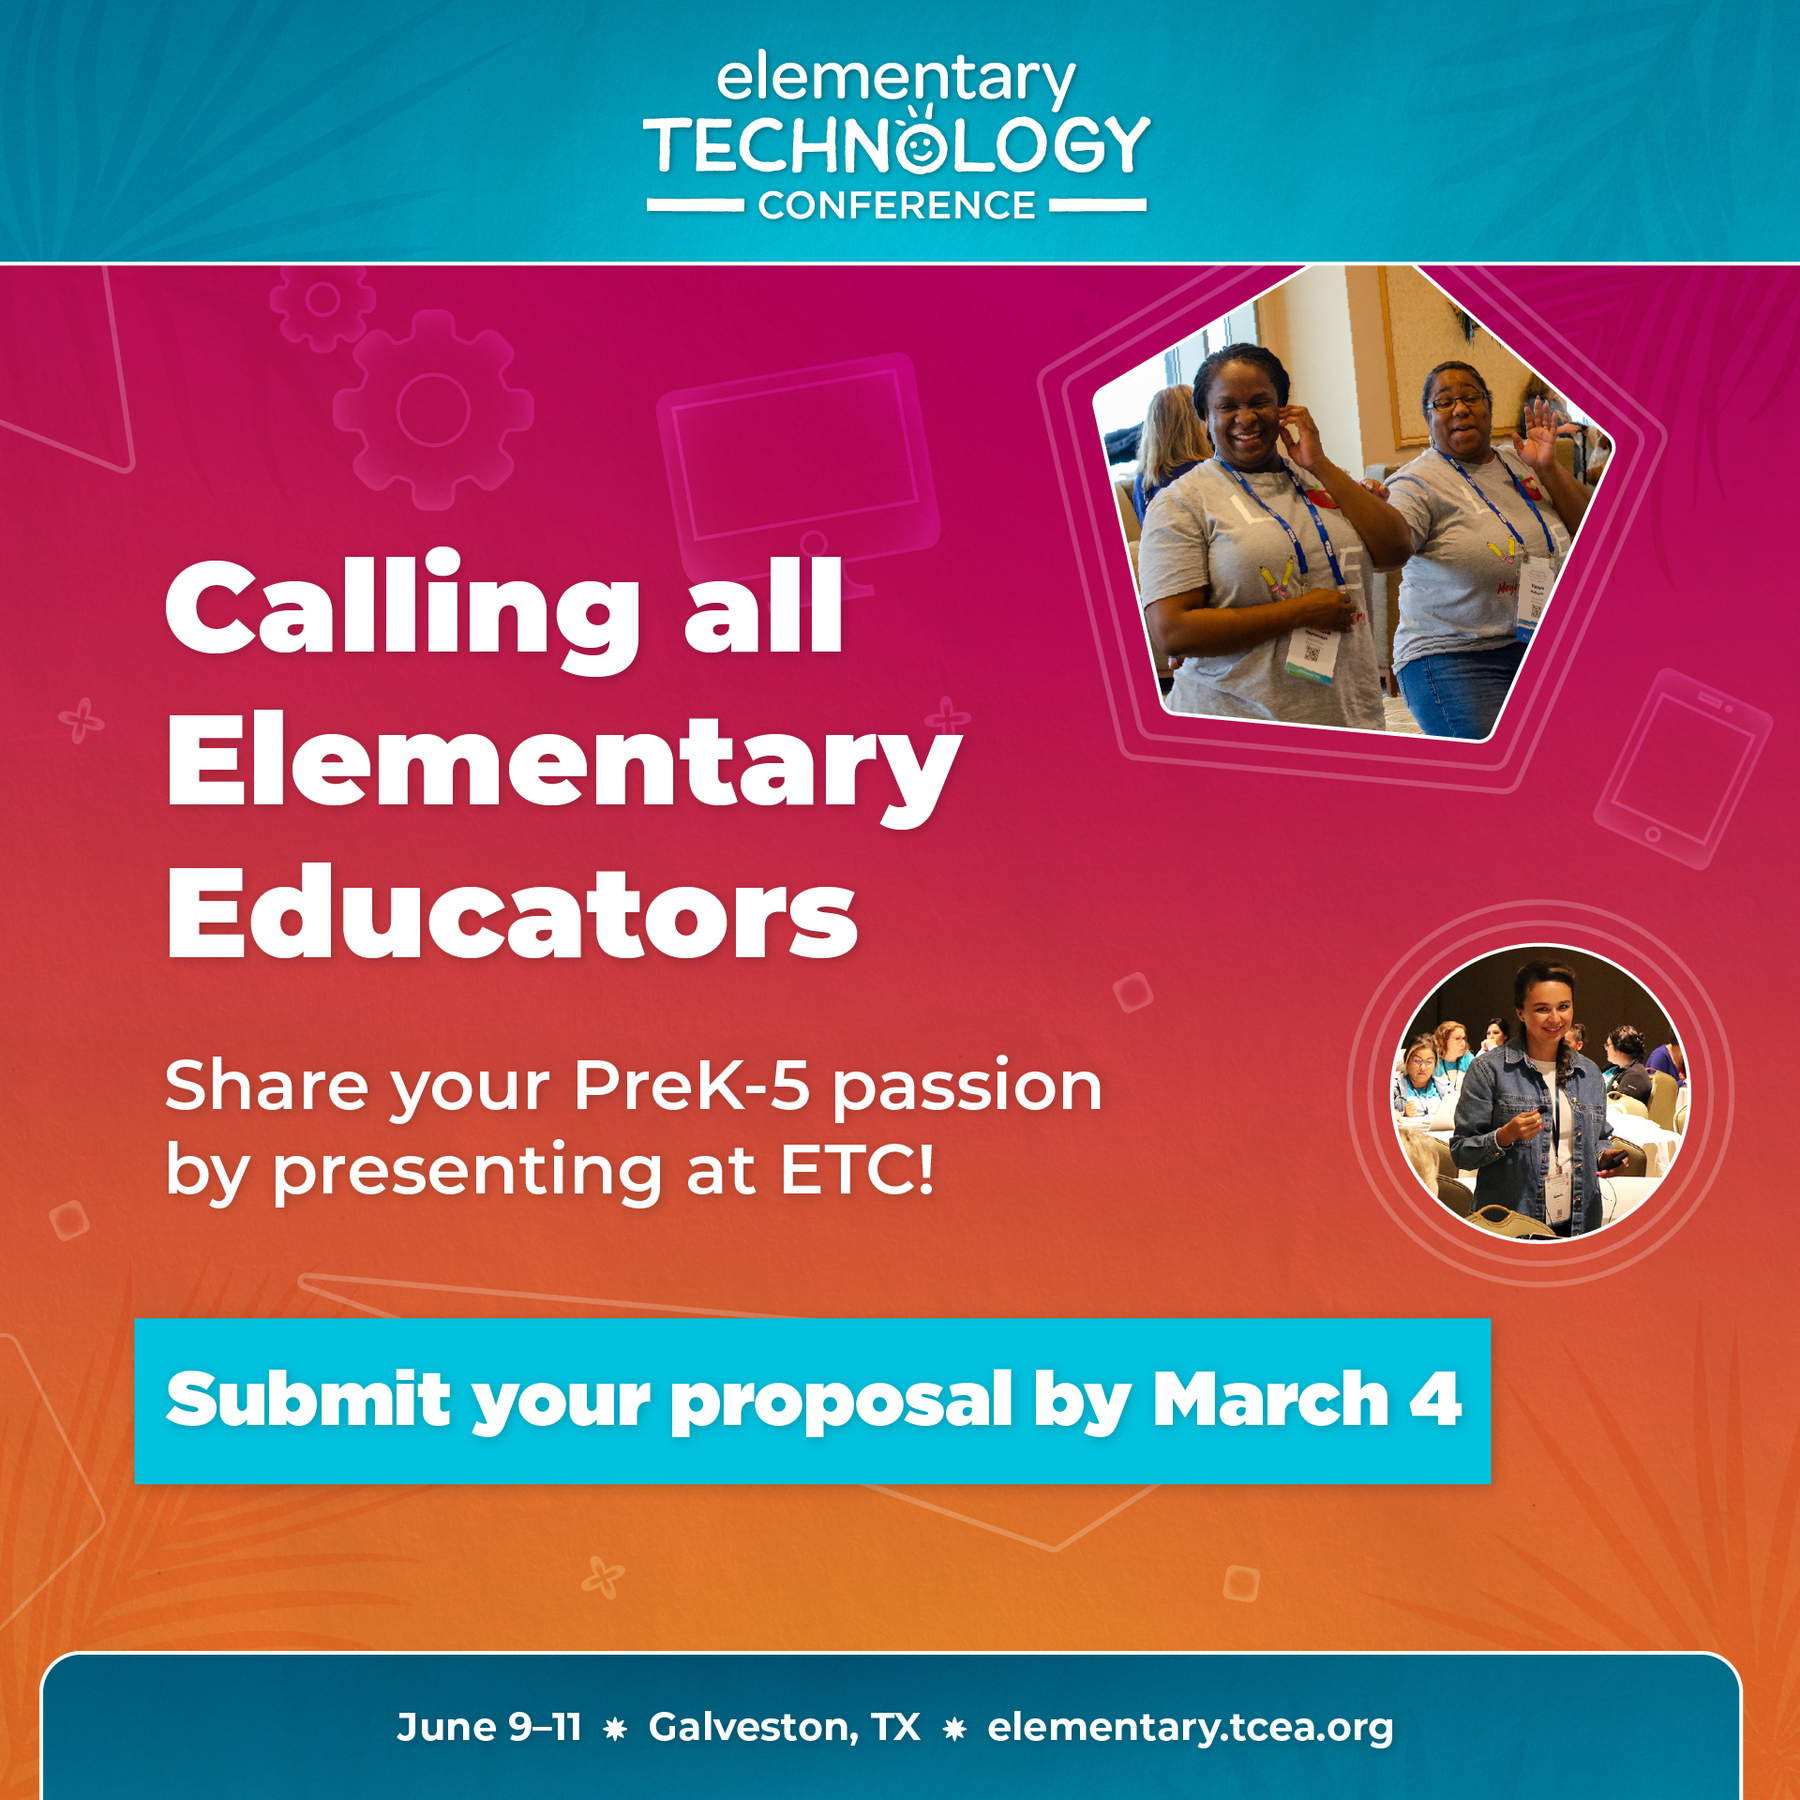 elementary
TECHNOLOGY
CONFERENCE
Calling all
Elementary
Educators
Share your PreK-5 passion
by presenting at ETC!
Submit your proposal by March 4
June 9–11 ✷ Galveston, TX ✷ elementary.tcea.org